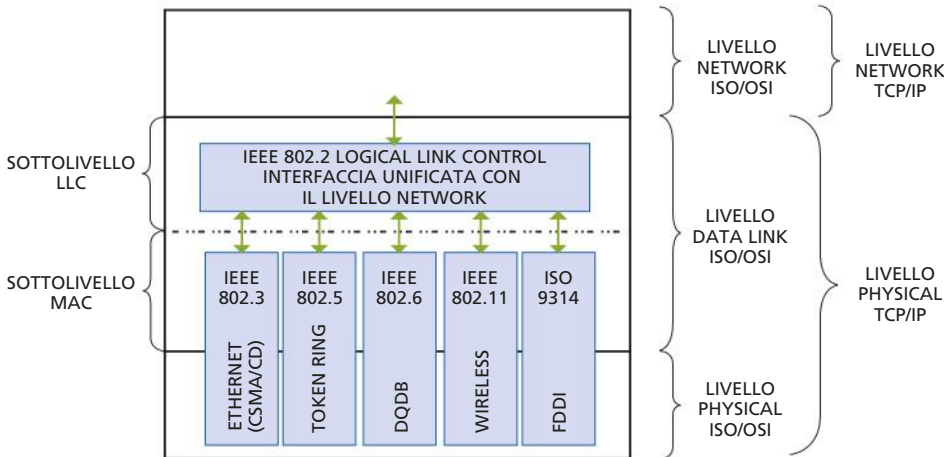 LIVELLO
NETWORK
ISO/OSI
LIVELLO
NETWORK
TCP/IP
SOTTOLIVELLO
LLC
IEEE 802.2 LOGICAL LINK CONTROL
INTERFACCIA UNIFICATA CON
IL LIVELLO NETWORK
LIVELLO
DATA LINK
ISO/OSI
SOTTOLIVELLO
MAC
IEEE
802.3
ETHERNET
(CSMA/CD)
IEEE
802.5
TOKEN RING
IEEE
802.6
DQDB
IEEE
802.11
WIRELESS
ISO
9314
FDDI
LIVELLO
PHYSICAL
TCP/IP
LIVELLO
PHYSICAL
ISO/OSI